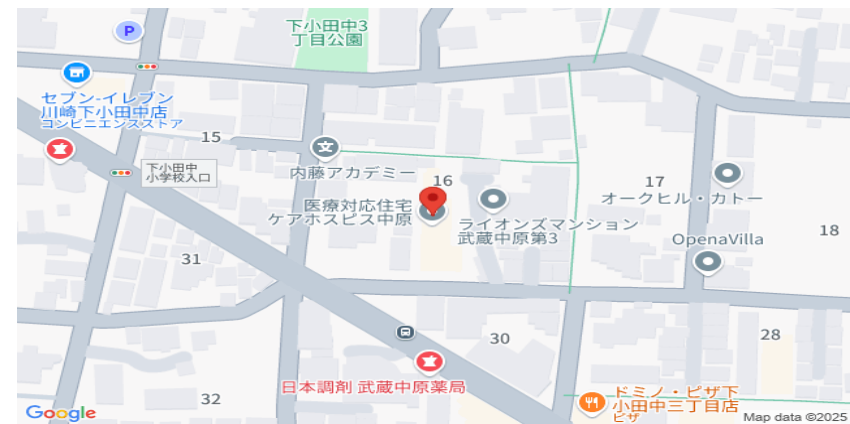 下小田中3
丁目公園
P
セブン-イレブン
川崎下小田中店
コンビニエンスストア
15
下小田中
小学校入口
文
内藤アカデミー
16
17
オークヒル・カトー
医療対応住宅
ケアホスピス中原
ライオンズマンション
武蔵中原第3
18
OpenaVilla
31
30
28
日本調剤 武蔵中原薬局
32
ドミノ・ピザ下
小田中三丁目店
ピザ
Google
Map data ©2025